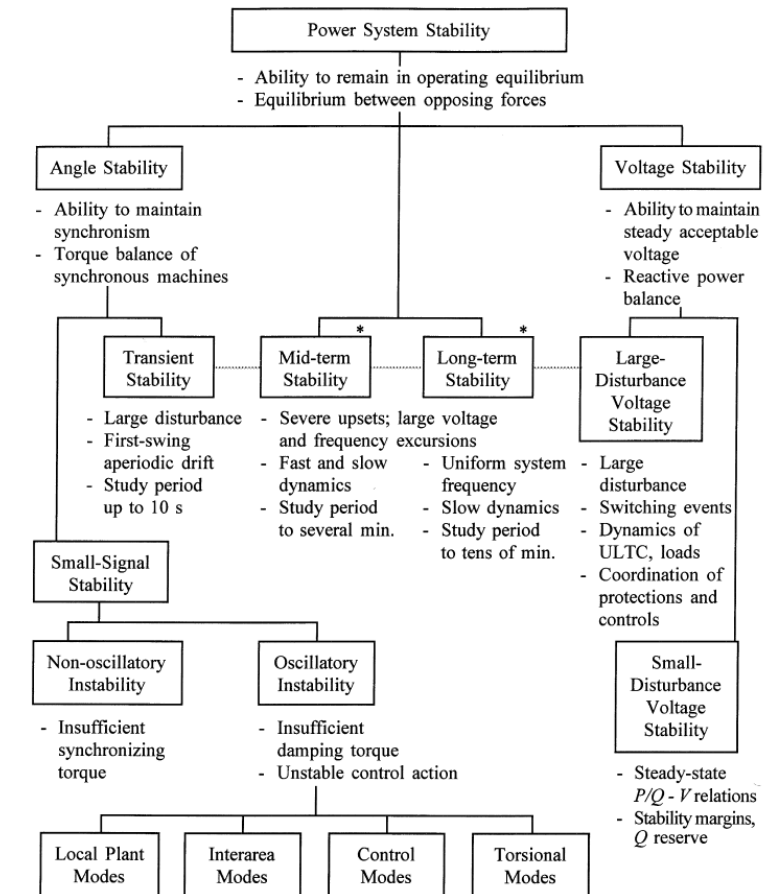 Power System Stability
- Ability to remain in operating equilibrium
- Equilibrium between opposing forces
Angle Stability
- Ability to maintain
synchronism
- Torque balance of
synchronous machines
Voltage Stability
- Ability to maintain
steady acceptable
voltage
- Reactive power
balance
Transient
Stability
- Large disturbance
- First-swing
aperiodic drift
- Study period
up to 10 s
*
Mid-term
Stability
*
Long-term
Stability
- Severe upsets; large voltage
and frequency excursions
- Fast and slow
dynamics
- Study period
to several min.
- Uniform system
frequency
- Slow dynamics
- Study period
to tens of min.
Large-
Disturbance
Voltage
Stability
- Large
disturbance
- Switching events
- Dynamics of
ULTC, loads
- Coordination of
protections and
controls
Small-Signal
Stability
Non-oscillatory
Instability
- Insufficient
synchronizing
torque
Oscillatory
Instability
- Insufficient
damping torque
- Unstable control action
Small-
Disturbance
Voltage
Stability
- Steady-state
P/Q - V relations
- Stability margins,
Q reserve
Local Plant
Modes
Interarea
Modes
Control
Modes
Torsional
Modes